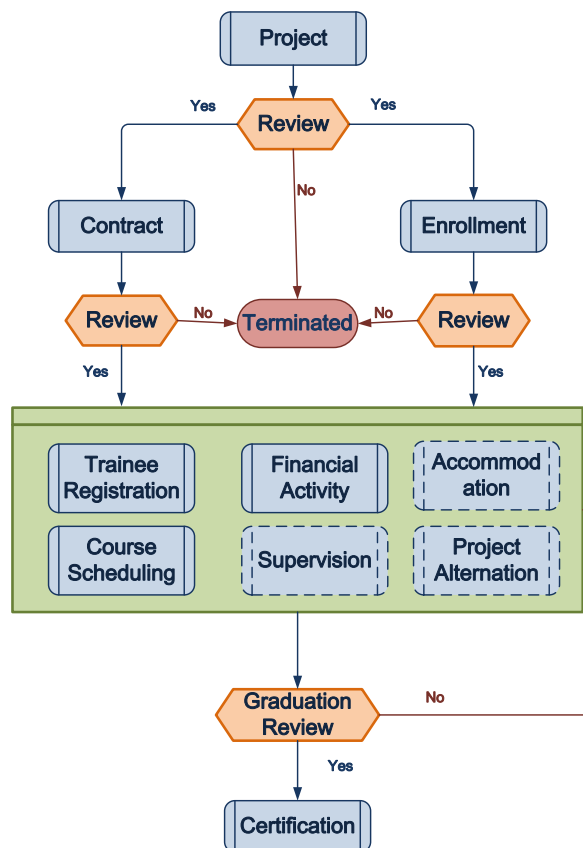 Project
Yes
Yes
Review
No
Contract
Enrollment
Review
No
Terminated
No
Review
Yes
Yes
Trainee
Registration
Financial
Activity
Accommod
ation
Course
Scheduling
Supervision
Project
Alternation
Graduation
Review
No
Yes
Certification